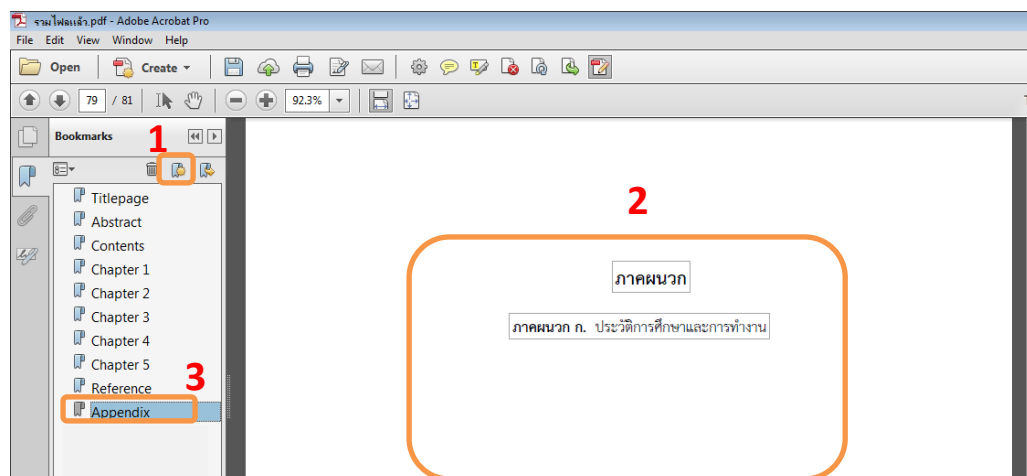 รวมไฟลแล้ว.pdf - Adobe Acrobat Pro
File Edit View Window Help
Open Create
79 / 81 92.3%
Bookmarks
1
Titlepage
Abstract
Contents
Chapter 1
Chapter 2
Chapter 3
Chapter 4
Chapter 5
Reference
3
Appendix
2
ภาคผนวก
ภาคผนวก ก. ประวัติการศึกษาและการทำงาน